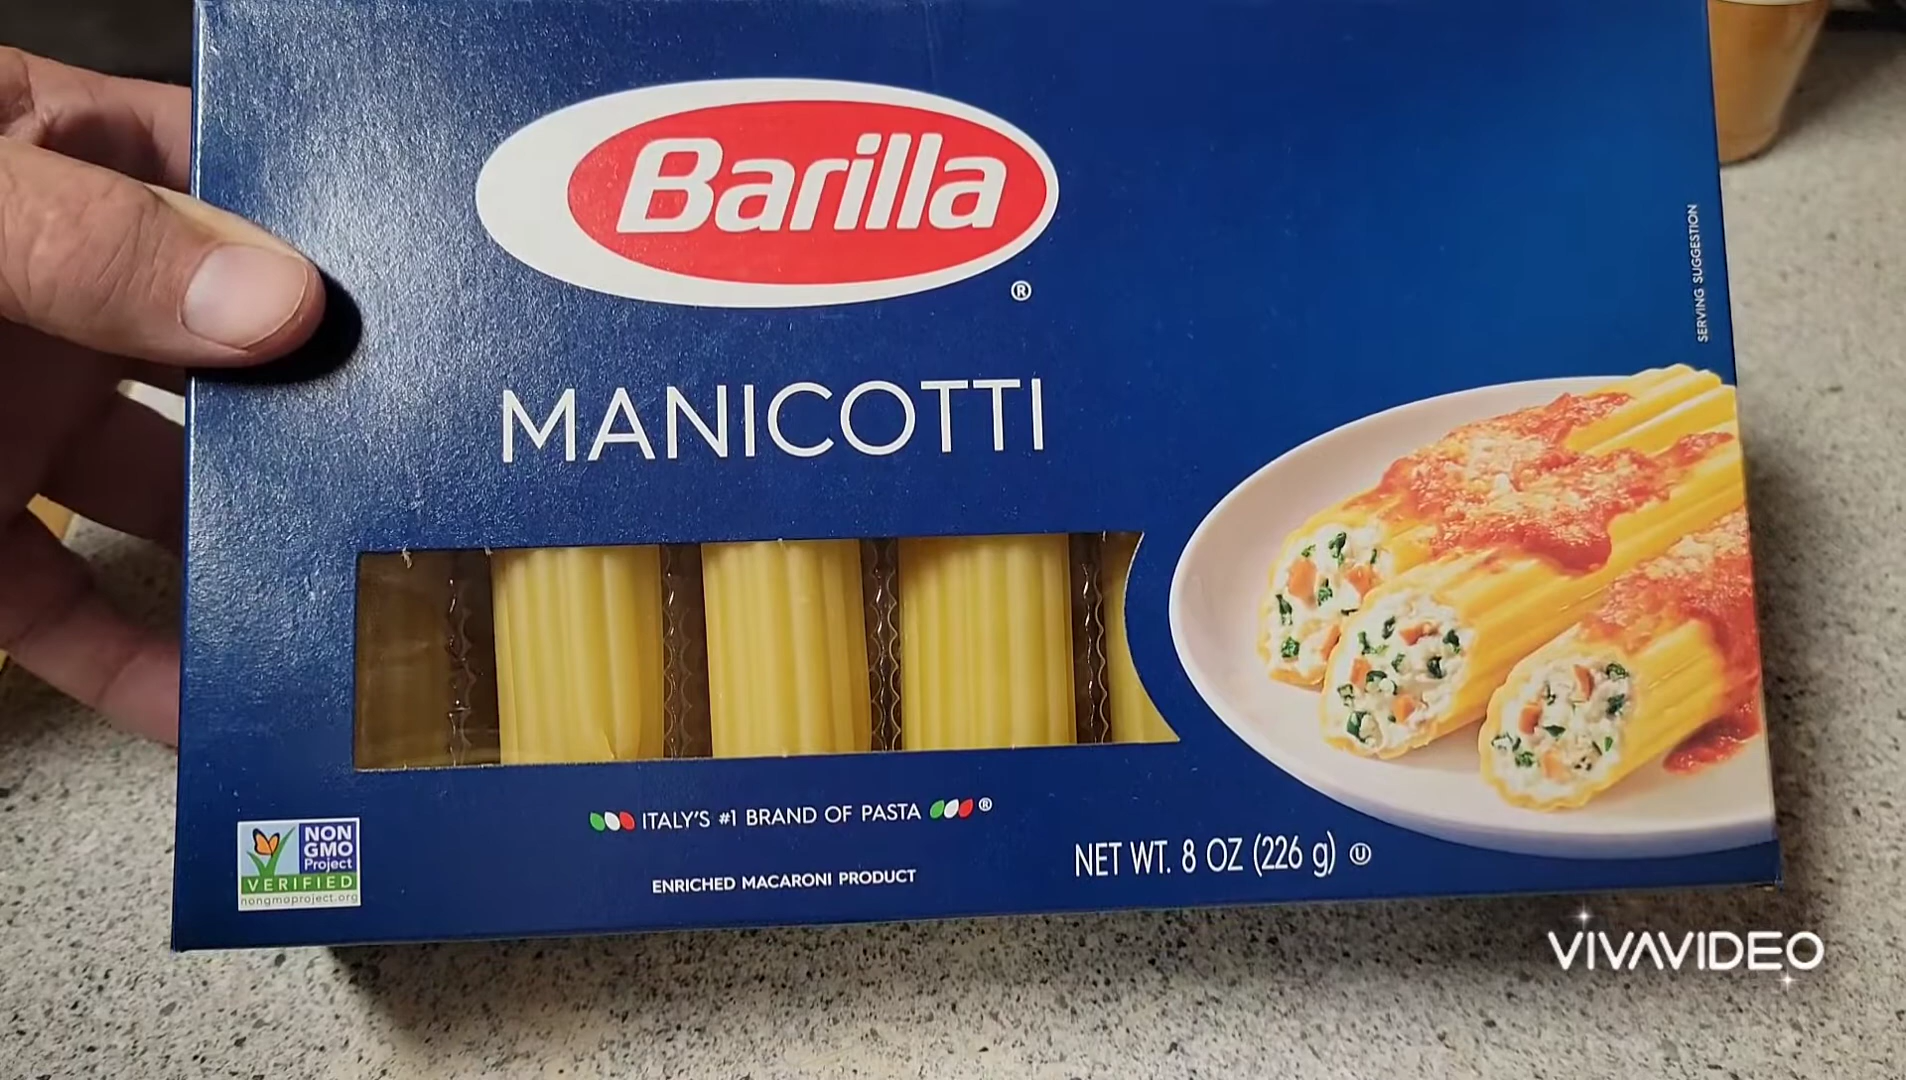 Barilla
®
MANICOTTI
SERVING SUGGESTION
ITALY'S #1 BRAND OF PASTA ®
ENRICHED MACARONI PRODUCT
NET WT. 8 OZ (226 g) U
NON
GMO
Project
VERIFIED
nongmoproject.org
VIVAVIDEO